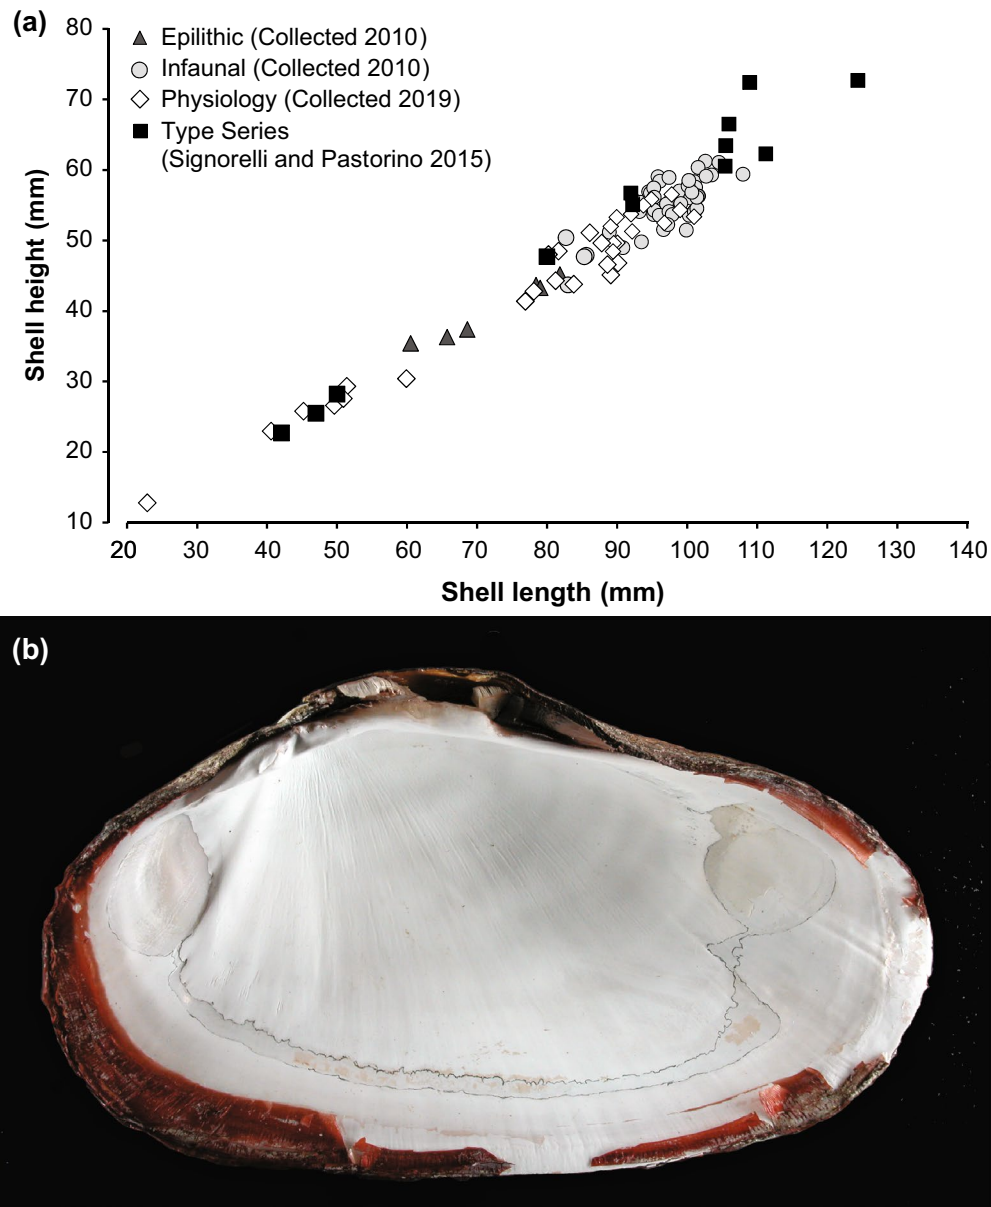 (a)
80
70
60
50
40
30
20
10
Shell height (mm)
Epilithic (Collected 2010)
Infaunal (Collected 2010)
Physiology (Collected 2019)
Type Series
(Signorelli and Pastorino 2015)
20 30 40 50 60 70 80 90 100 110 120 130 140
Shell length (mm)
(b)